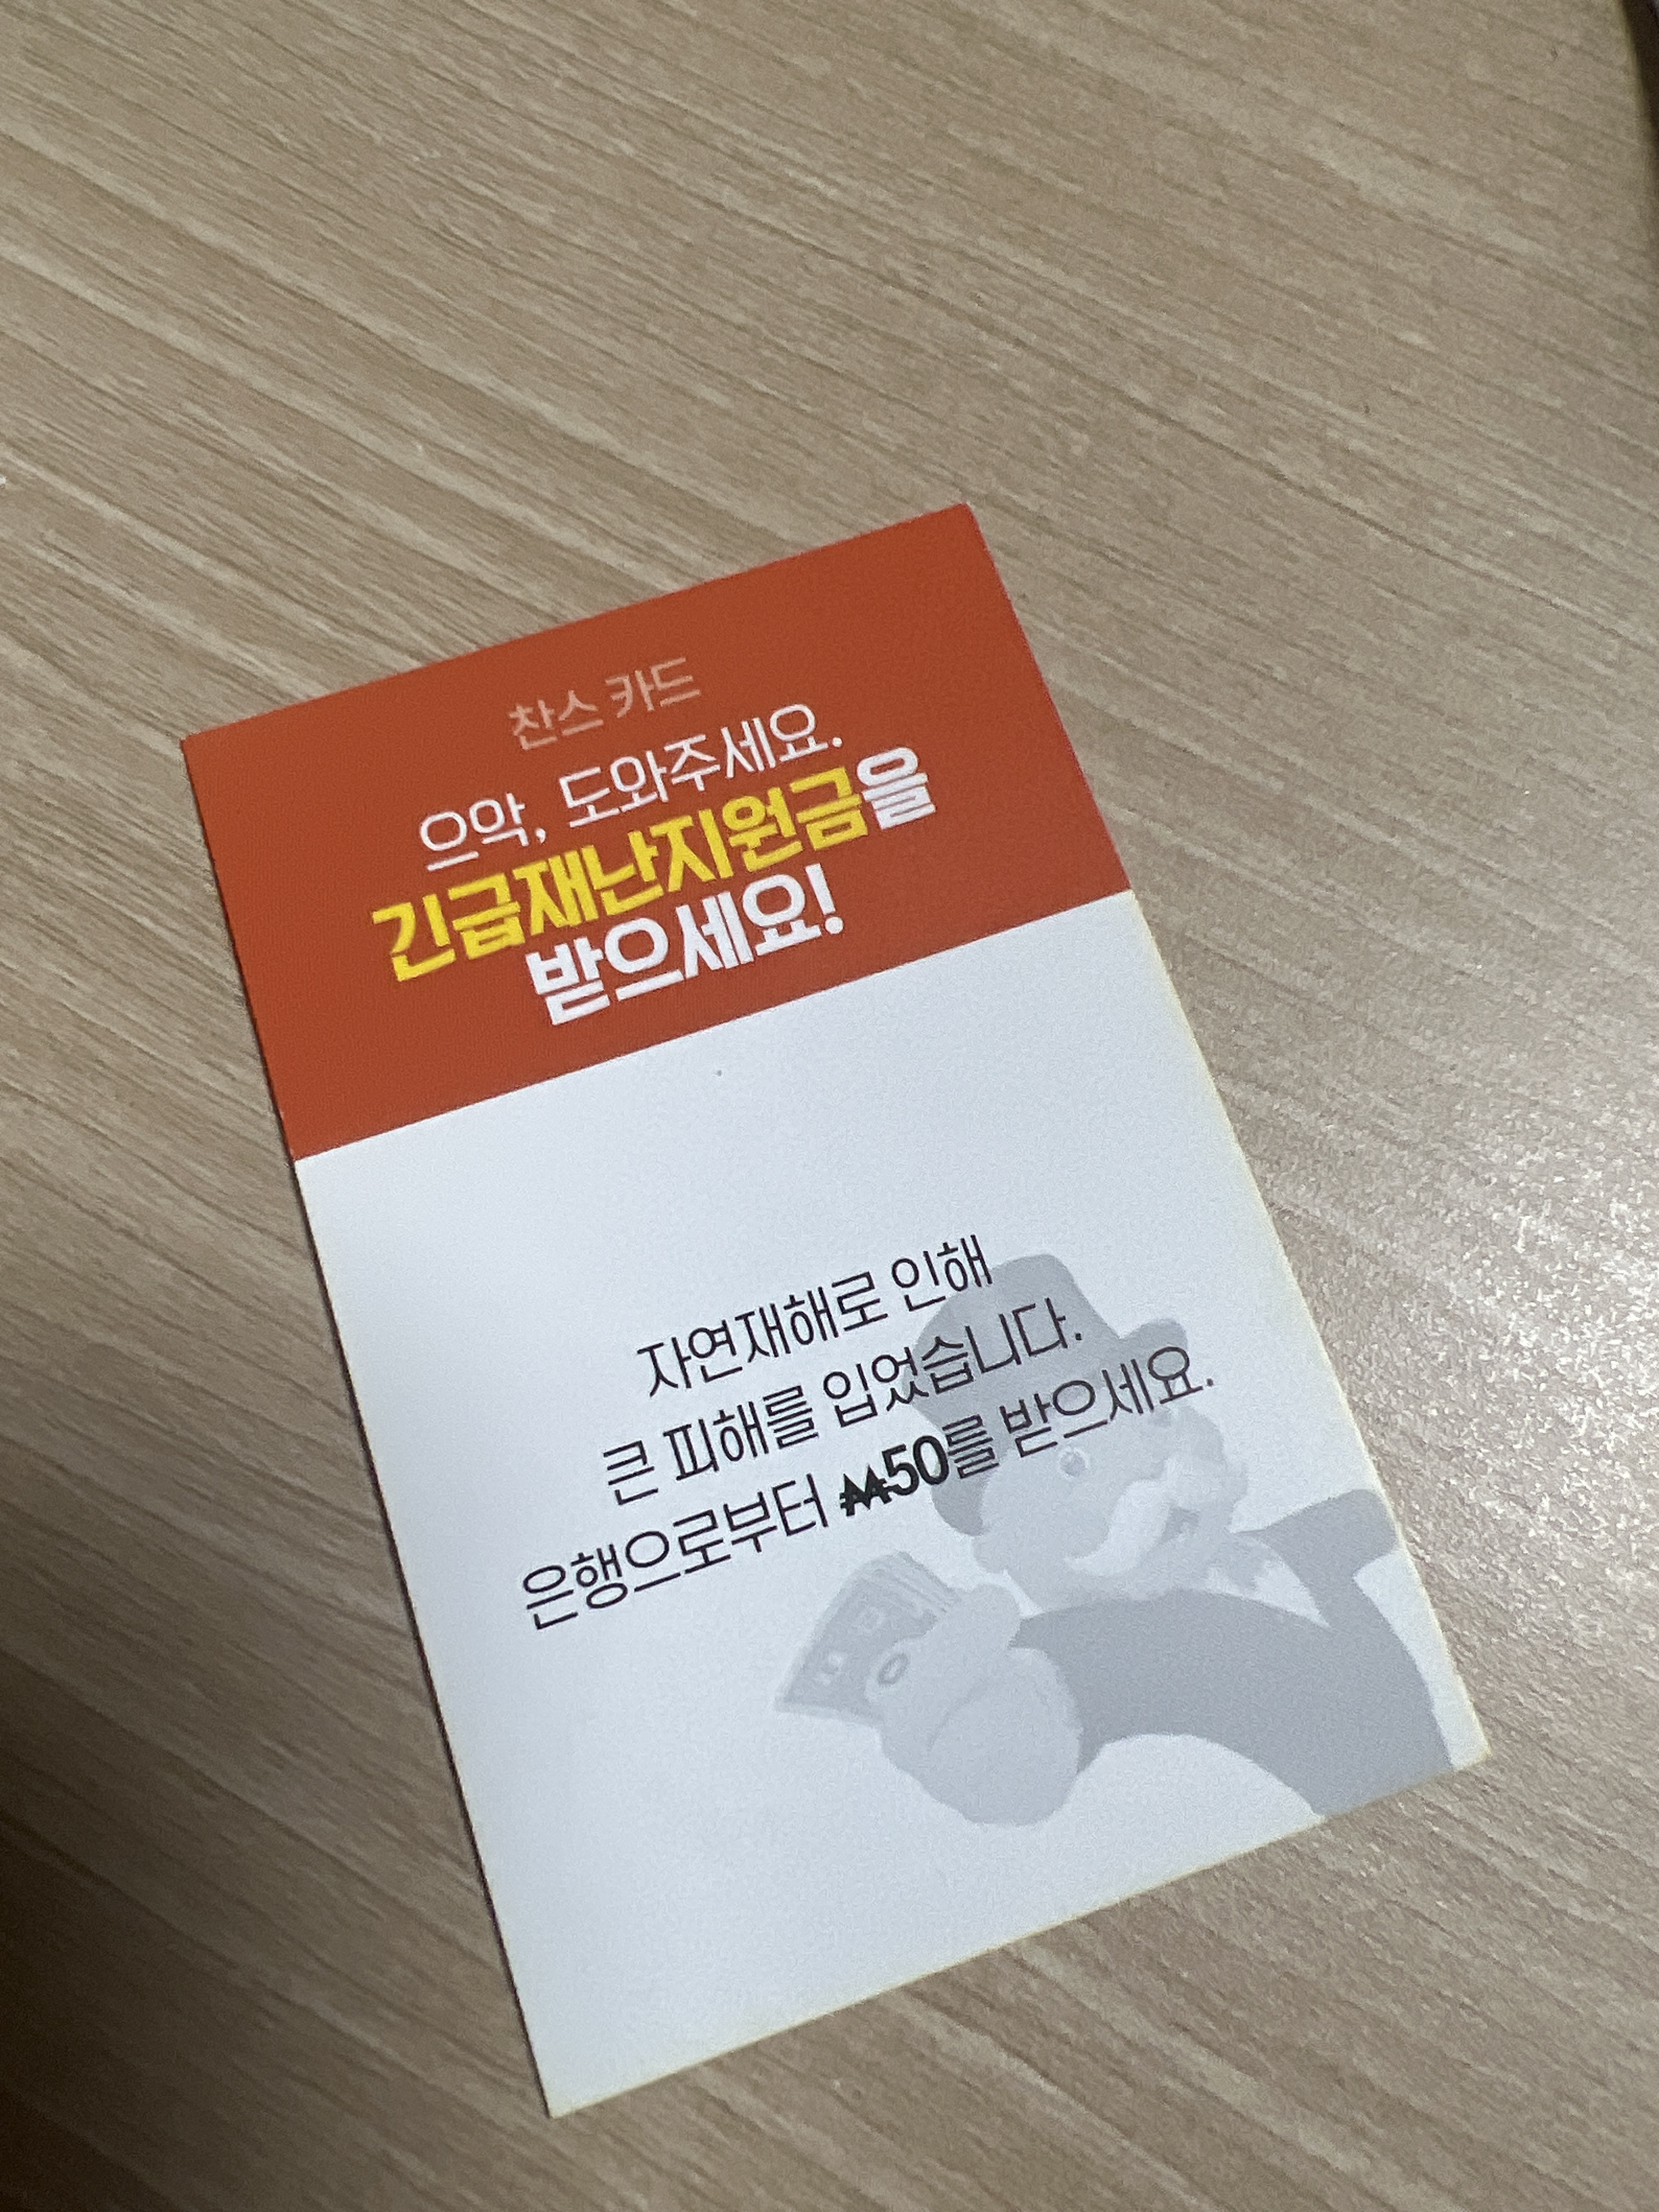 찬스 카드
으악, 도와주세요.
긴급재난지원금을
받으세요!
자연재해로 인해
큰 피해를 입었습니다.
은행으로부터 ₩50를 받으세요.